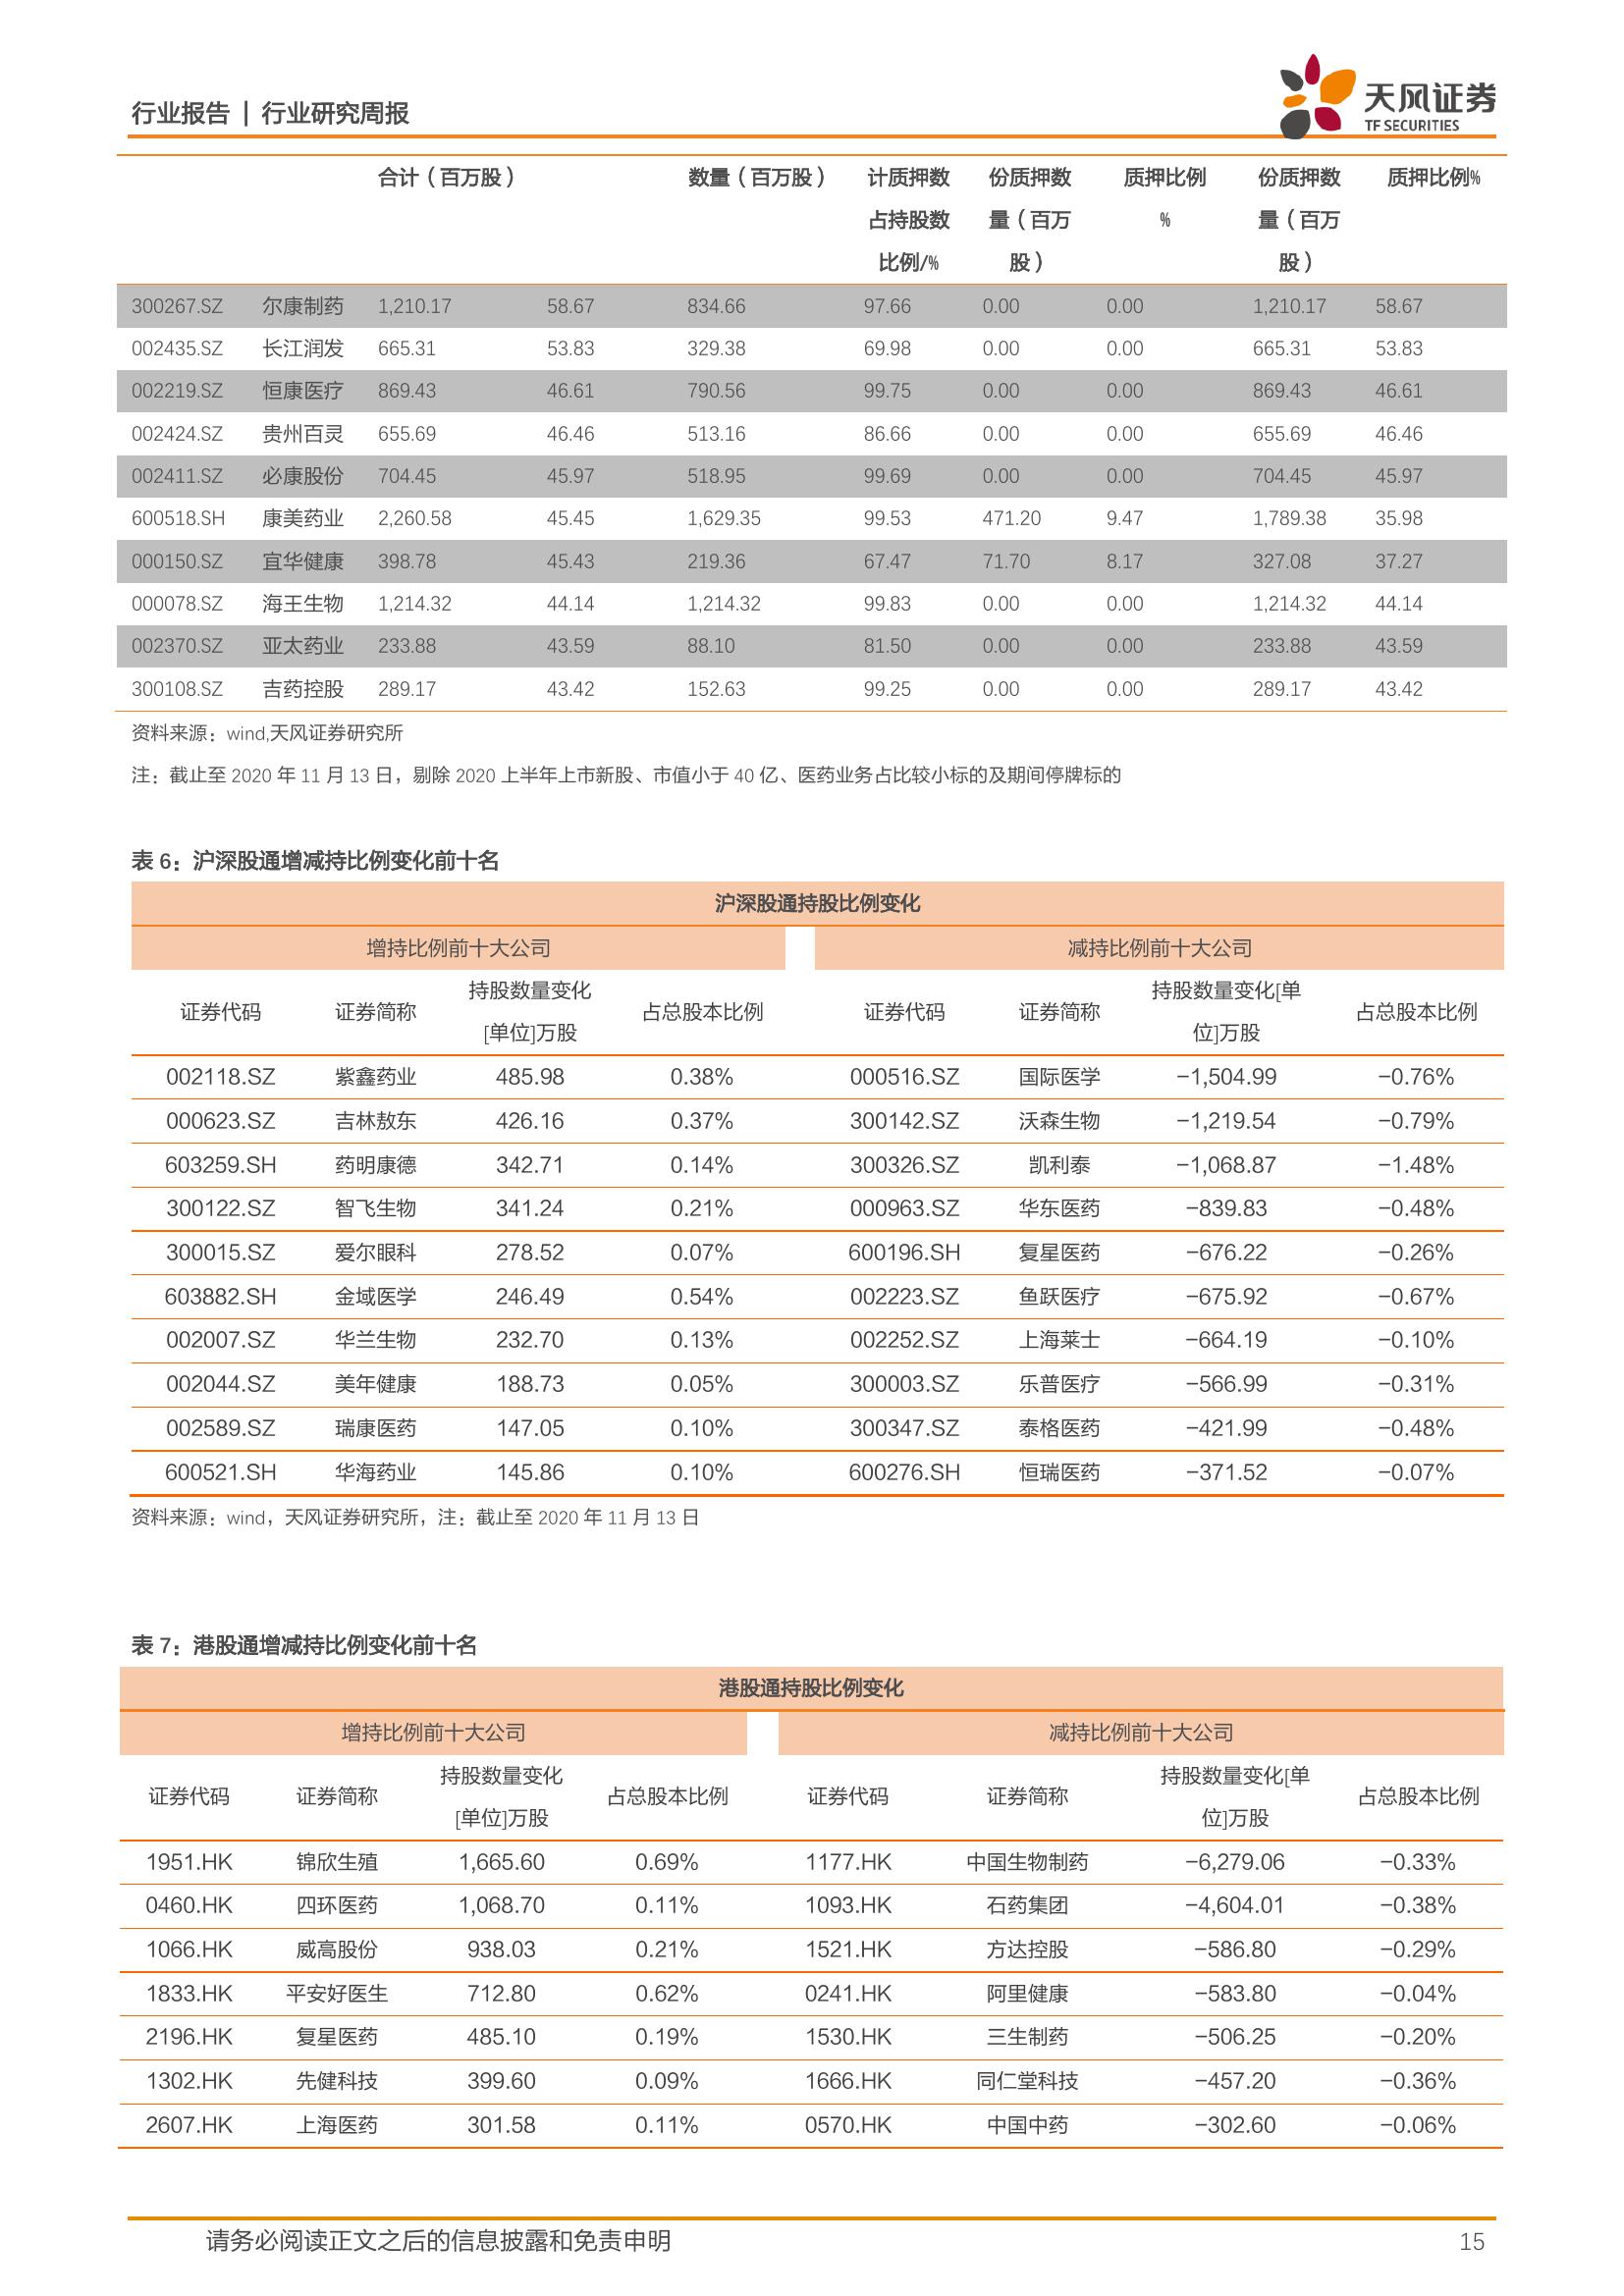 行业报告 | 行业研究周报
天风证券
TF SECURITIES
合计（百万股） 数量（百万股） 计质押数 份质押数 质押比例 份质押数 质押比例%
占持股数 量（百万 % 量（百万
比例/% 股） 股）
300267.SZ 尔康制药 1,210.17 58.67 834.66 97.66 0.00 0.00 1,210.17 58.67
002435.SZ 长江润发 665.31 53.83 329.38 69.98 0.00 0.00 665.31 53.83
002219.SZ 恒康医疗 869.43 46.61 790.56 99.75 0.00 0.00 869.43 46.61
002424.SZ 贵州百灵 655.69 46.46 513.16 86.66 0.00 0.00 655.69 46.46
002411.SZ 必康股份 704.45 45.97 518.95 99.69 0.00 0.00 704.45 45.97
600518.SH 康美药业 2,260.58 45.45 1,629.35 99.53 471.20 9.47 1,789.38 35.98
000150.SZ 宜华健康 398.78 45.43 219.36 67.47 71.70 8.17 327.08 37.27
000078.SZ 海王生物 1,214.32 44.14 1,214.32 99.83 0.00 0.00 1,214.32 44.14
002370.SZ 亚太药业 233.88 43.59 88.10 81.50 0.00 0.00 233.88 43.59
300108.SZ 吉药控股 289.17 43.42 152.63 99.25 0.00 0.00 289.17 43.42
资料来源：wind,天风证券研究所
注：截止至 2020 年 11 月 13 日，剔除 2020 上半年上市新股、市值小于 40 亿、医药业务占比较小标的及期间停牌标的
表 6：沪深股通增减持比例变化前十名
沪深股通持股比例变化
增持比例前十大公司 减持比例前十大公司
证券代码 证券简称 持股数量变化 占总股本比例 证券代码 证券简称 持股数量变化[单 占总股本比例
[单位]万股 位]万股
002118.SZ 紫鑫药业 485.98 0.38% 000516.SZ 国际医学 -1,504.99 -0.76%
000623.SZ 吉林敖东 426.16 0.37% 300142.SZ 沃森生物 -1,219.54 -0.79%
603259.SH 药明康德 342.71 0.14% 300326.SZ 凯利泰 -1,068.87 -1.48%
300122.SZ 智飞生物 341.24 0.21% 000963.SZ 华东医药 -839.83 -0.48%
300015.SZ 爱尔眼科 278.52 0.07% 600196.SH 复星医药 -676.22 -0.26%
603882.SH 金域医学 246.49 0.54% 002223.SZ 鱼跃医疗 -675.92 -0.67%
002007.SZ 华兰生物 232.70 0.13% 002252.SZ 上海莱士 -664.19 -0.10%
002044.SZ 美年健康 188.73 0.05% 300003.SZ 乐普医疗 -566.99 -0.31%
002589.SZ 瑞康医药 147.05 0.10% 300347.SZ 泰格医药 -421.99 -0.48%
600521.SH 华海药业 145.86 0.10% 600276.SH 恒瑞医药 -371.52 -0.07%
资料来源：wind，天风证券研究所，注：截止至 2020 年 11 月 13 日
表 7：港股通增减持比例变化前十名
港股通持股比例变化
增持比例前十大公司 减持比例前十大公司
证券代码 证券简称 持股数量变化 占总股本比例 证券代码 证券简称 持股数量变化[单 占总股本比例
[单位]万股 位]万股
1951.HK 锦欣生殖 1,665.60 0.69% 1177.HK 中国生物制药 -6,279.06 -0.33%
0460.HK 四环医药 1,068.70 0.11% 1093.HK 石药集团 -4,604.01 -0.38%
1066.HK 威高股份 938.03 0.21% 1521.HK 方达控股 -586.80 -0.29%
1833.HK 平安好医生 712.80 0.62% 0241.HK 阿里健康 -583.80 -0.04%
2196.HK 复星医药 485.10 0.19% 1530.HK 三生制药 -506.25 -0.20%
1302.HK 先健科技 399.60 0.09% 1666.HK 同仁堂科技 -457.20 -0.36%
2607.HK 上海医药 301.58 0.11% 0570.HK 中国中药 -302.60 -0.06%
请务必阅读正文之后的信息披露和免责申明 15